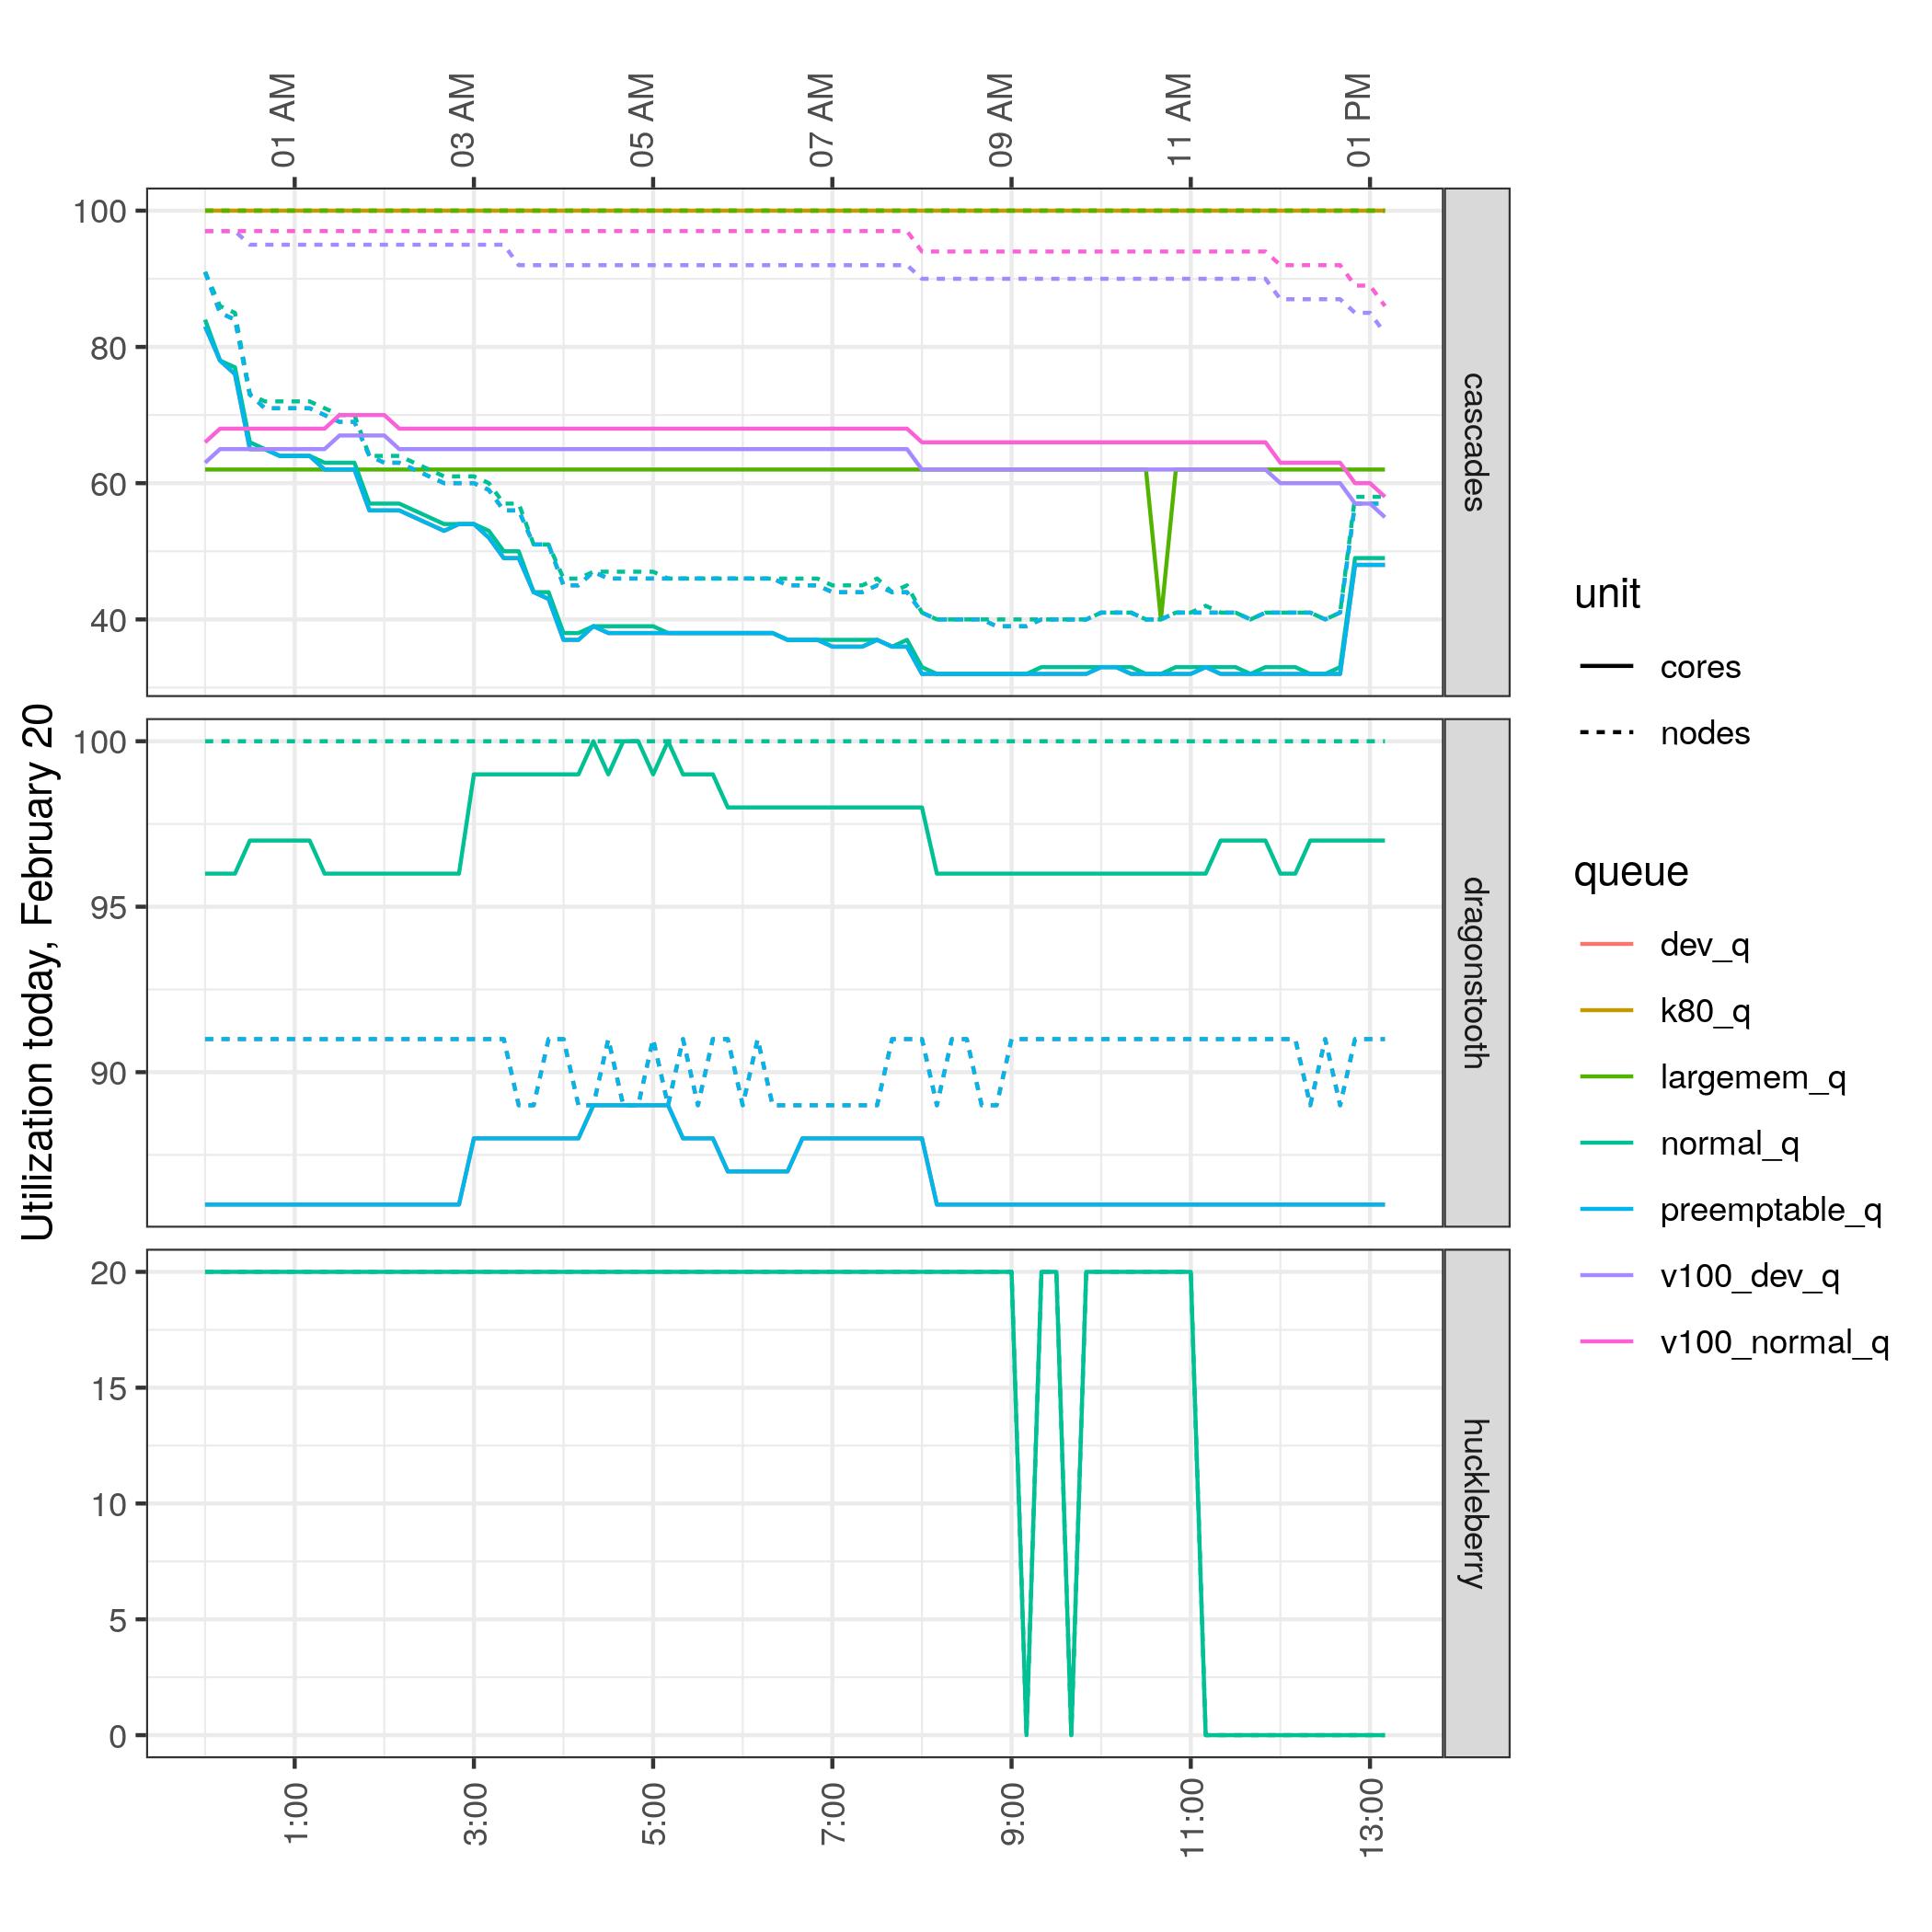 01 AM
03 AM
05 AM
07 AM
09 AM
11 AM
01 PM
Utilization today, February 20
100
80
60
40
cascades
100
95
90
dragonstooth
20
15
10
5
0
huckleberry
1:00
3:00
5:00
7:00
9:00
11:00
13:00
unit
cores
nodes
queue
dev_q
k80_q
largemem_q
normal_q
preemptable_q
v100_dev_q
v100_normal_q